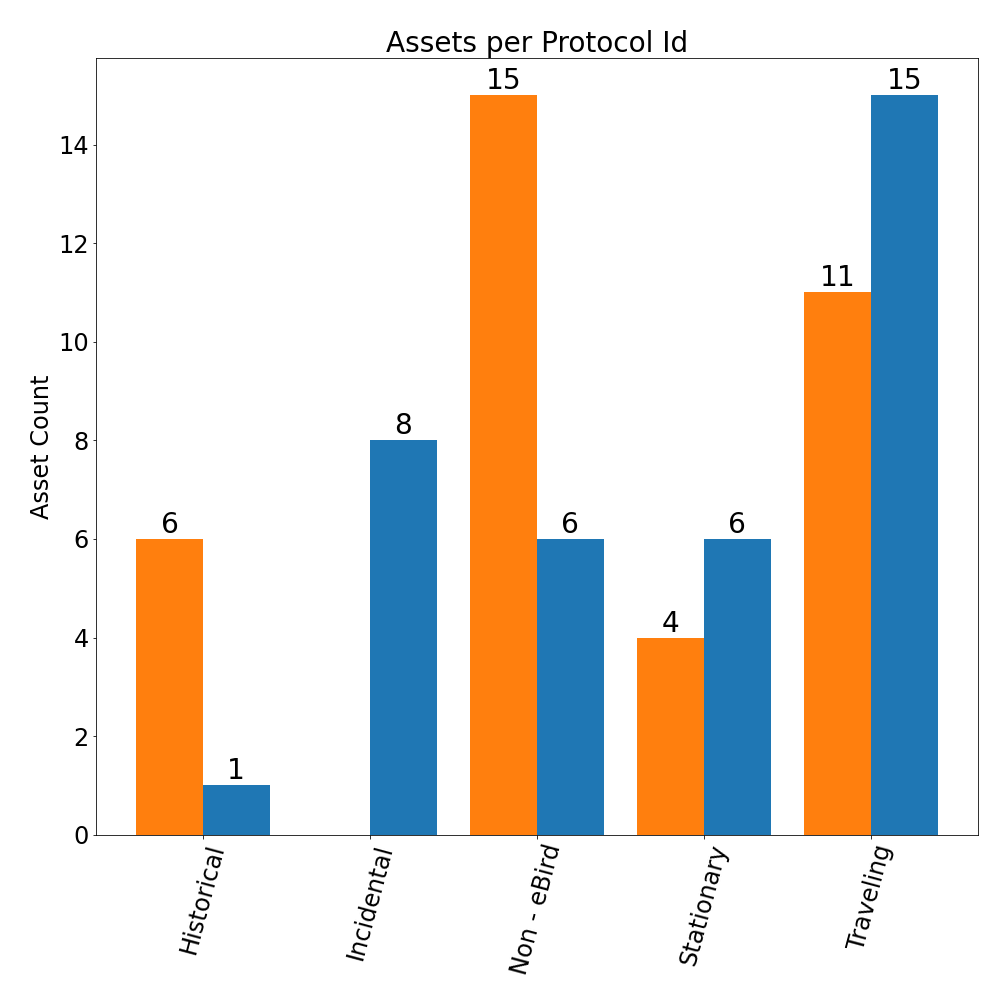 Assets per Protocol Id
15
15
14
12
11
10
8
8
6
6
6
6
4
4
2
1
0
Asset Count
Historical
Incidental
Non - eBird
Stationary
Traveling